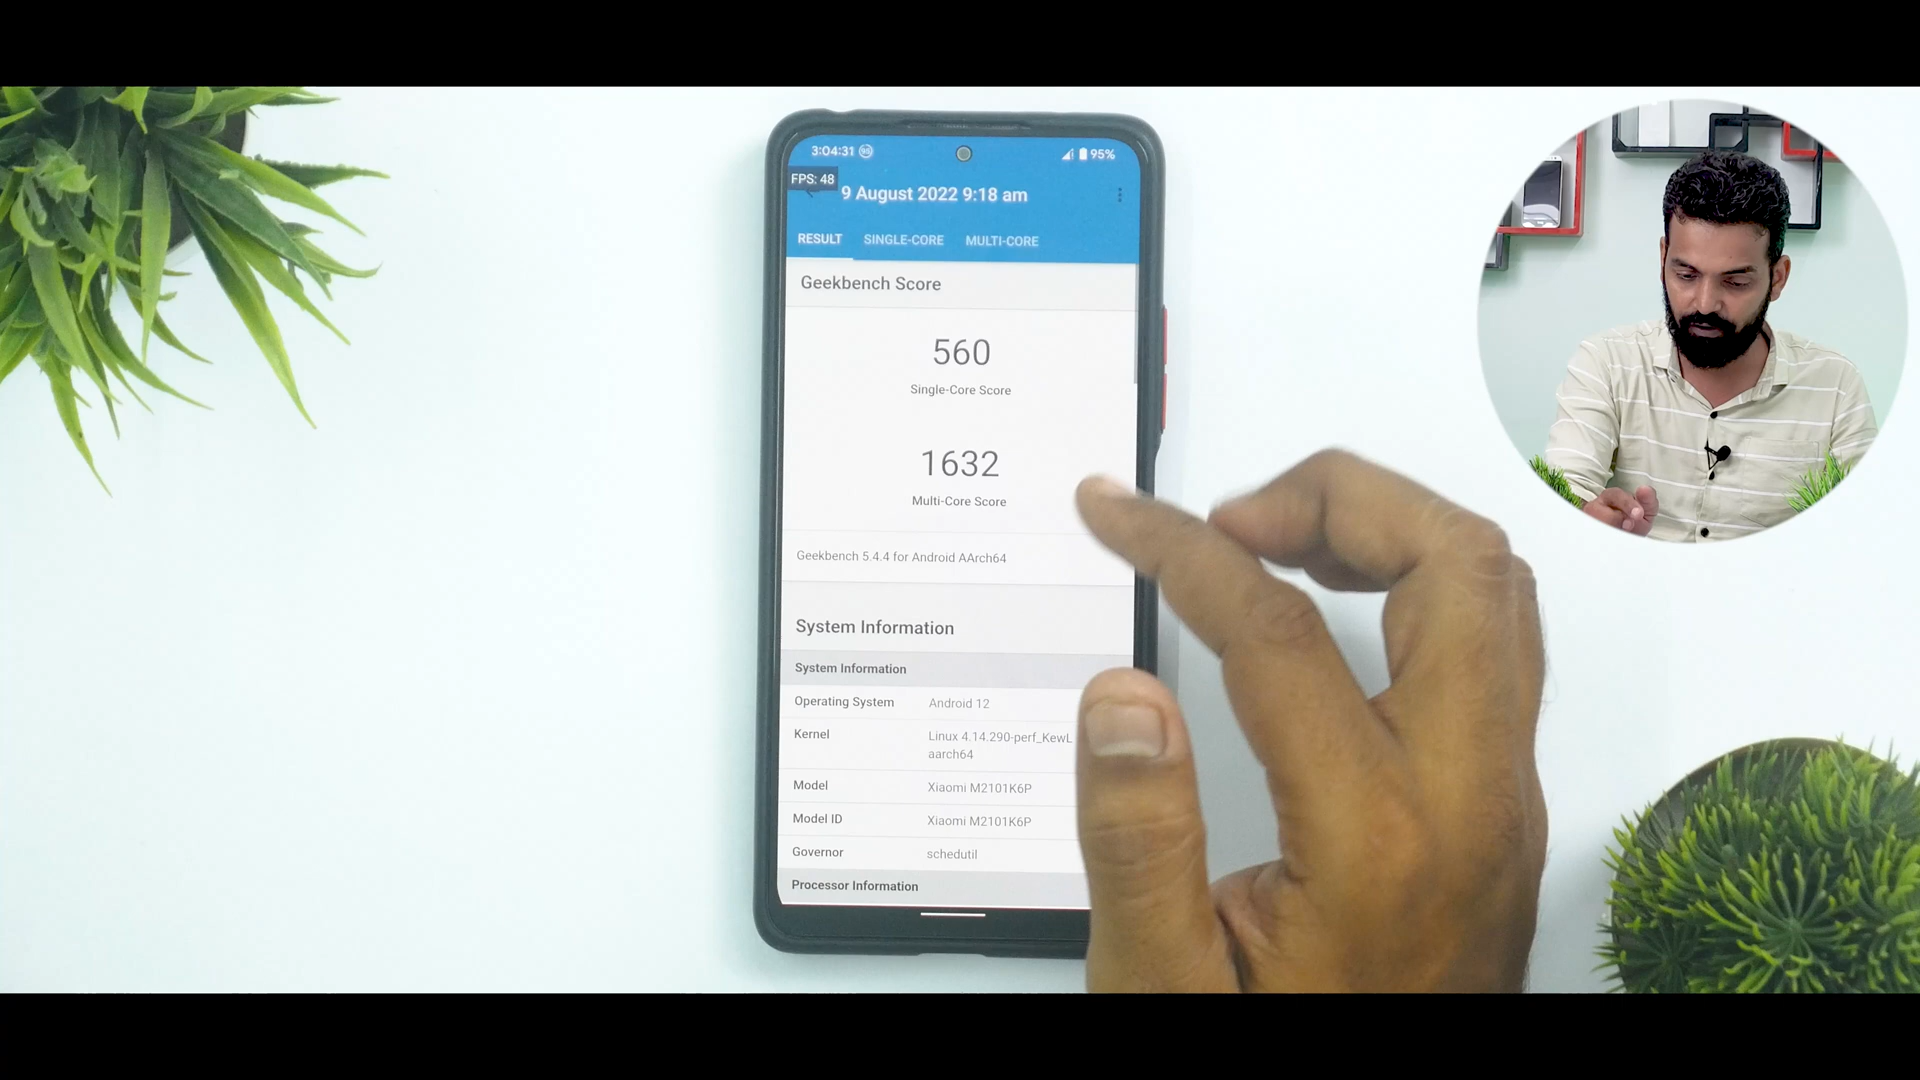 3:04:31 95
95%
FPS: 48
9 August 2022 9:18 am
RESULT SINGLE-CORE MULTI-CORE
Geekbench Score
560
Single-Core Score
1632
Multi-Core Score
Geekbench 5.4.4 for Android AArch64
System Information
System Information
Operating System Android 12
Kernel Linux 4.14.290-perf_KewL
aarch64
Model Xiaomi M2101K6P
Model ID Xiaomi M2101K6P
Governor schedutil
Processor Information